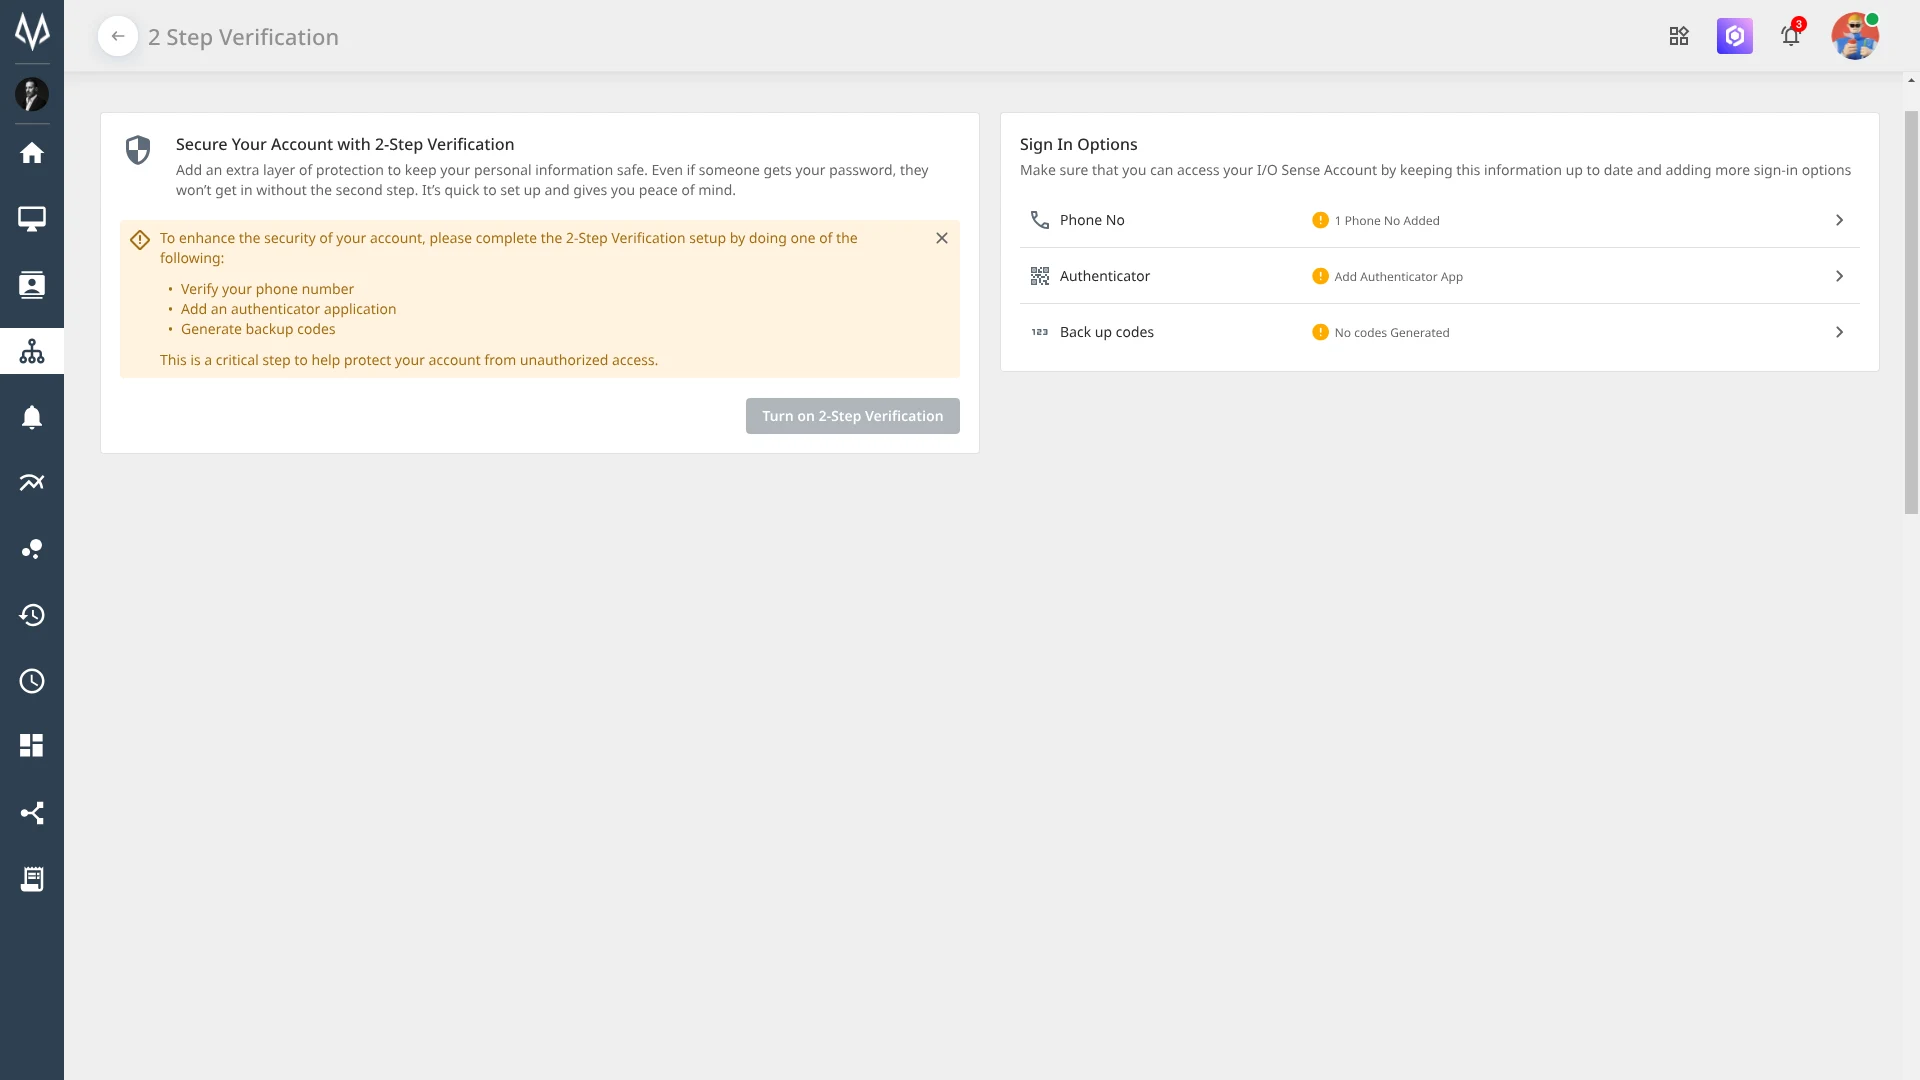 2 Step Verification
3
Secure Your Account with 2-Step Verification
Add an extra layer of protection to keep your personal information safe. Even if someone gets your password, they
won’t get in without the second step. It’s quick to set up and gives you peace of mind.
To enhance the security of your account, please complete the 2-Step Verification setup by doing one of the
following:
• Verify your phone number
• Add an authenticator application
• Generate backup codes
This is a critical step to help protect your account from unauthorized access.
Turn on 2-Step Verification
Sign In Options
Make sure that you can access your I/O Sense Account by keeping this information up to date and adding more sign-in options
Phone No
1 Phone No Added
Authenticator
Add Authenticator App
123 Back up codes
No codes Generated